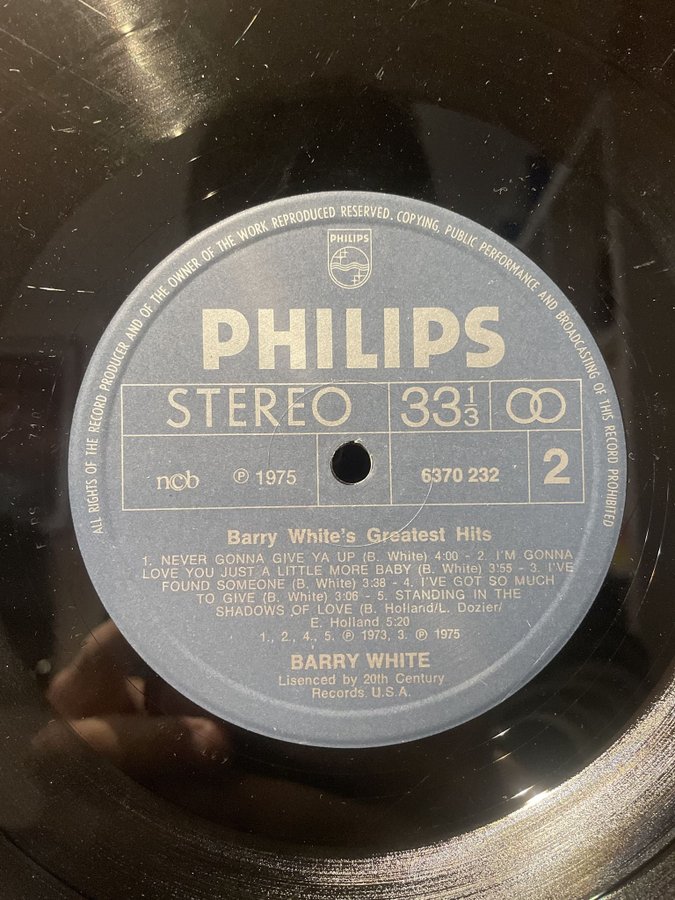 ALL RIGHTS OF THE RECORD PRODUCER AND OF THE OWNER OF THE WORK REPRODUCED RESERVED. COPYING, PUBLIC PERFORMANCE AND BROADCASTING OF THIS RECORD PROHIBITED
PHILIPS
PHILIPS
STEREO 33 1/3
ncb ℗ 1975 6370 232 2
Barry White's Greatest Hits
1. NEVER GONNA GIVE YA UP (B. White) 4:00 - 2. I'M GONNA
LOVE YOU JUST A LITTLE MORE BABY (B. White) 3:55 - 3. I'VE
FOUND SOMEONE (B. White) 3:38 - 4. I'VE GOT SO MUCH
TO GIVE (B. White) 3:06 - 5. STANDING IN THE
SHADOWS OF LOVE (B. Holland/L. Dozier/
E. Holland 5:20
1., 2., 4., 5. ℗ 1973, 3. ℗ 1975
BARRY WHITE
Lisenced by 20th Century
Records. U.S.A.